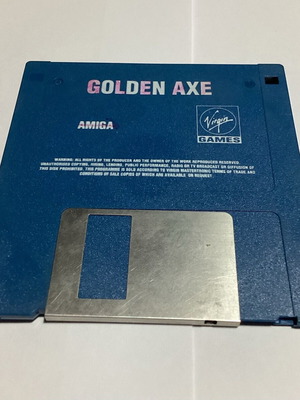 GOLDEN AXE
AMIGA
Virgin
GAMES
WARNING: ALL RIGHTS OF THE PRODUCER AND THE OWNER OF THE WORK REPRODUCED RESERVED.
UNAUTHORISED COPYING, HIRING, LENDING, PUBLIC PERFORMANCE, RADIO OR TV BROADCAST OR DIFFUSION OF
THIS DISK PROHIBITED. THIS PROGRAMME IS SOLD ACCORDING TO VIRGIN MASTERTRONIC TERMS OF TRADE AND
CONDITIONS OF SALE COPIES OF WHICH ARE AVAILABLE ON REQUEST